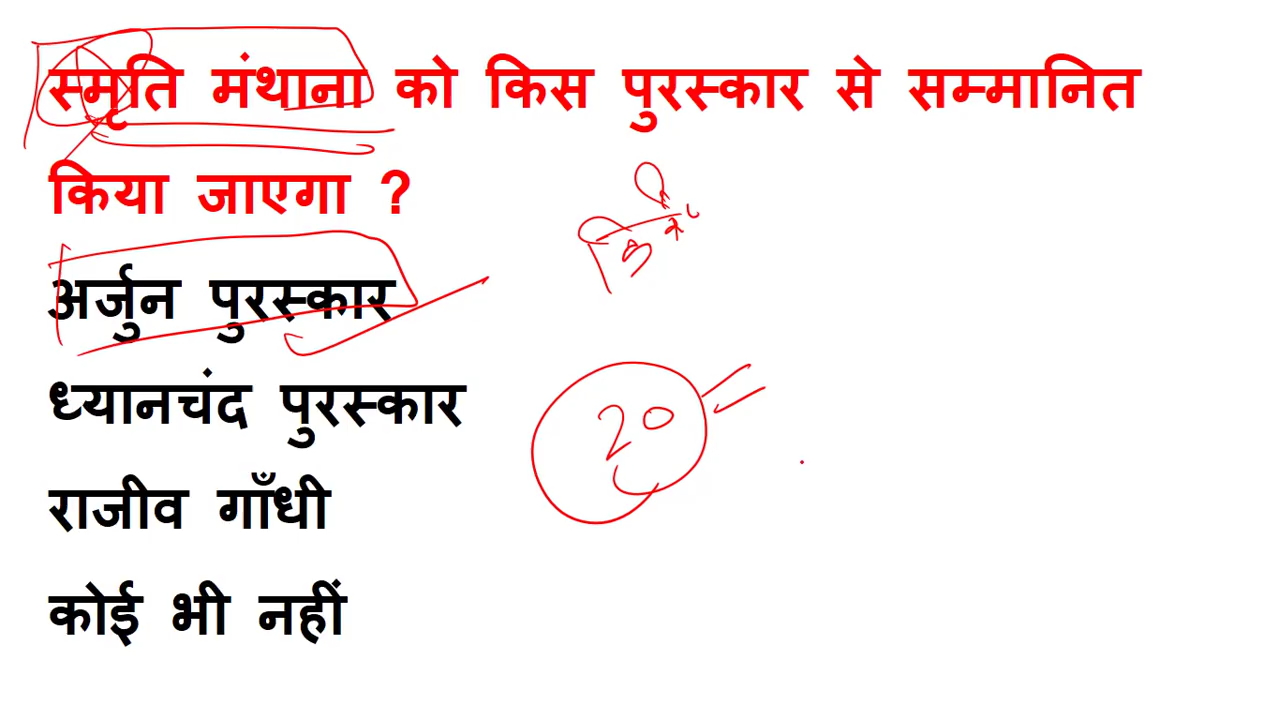 स्मृति मंथाना को किस पुरस्कार से सम्मानित
किया जाएगा ?
अर्जुन पुरस्कार
20
ध्यानचंद पुरस्कार
राजीव गाँधी
कोई भी नहीं